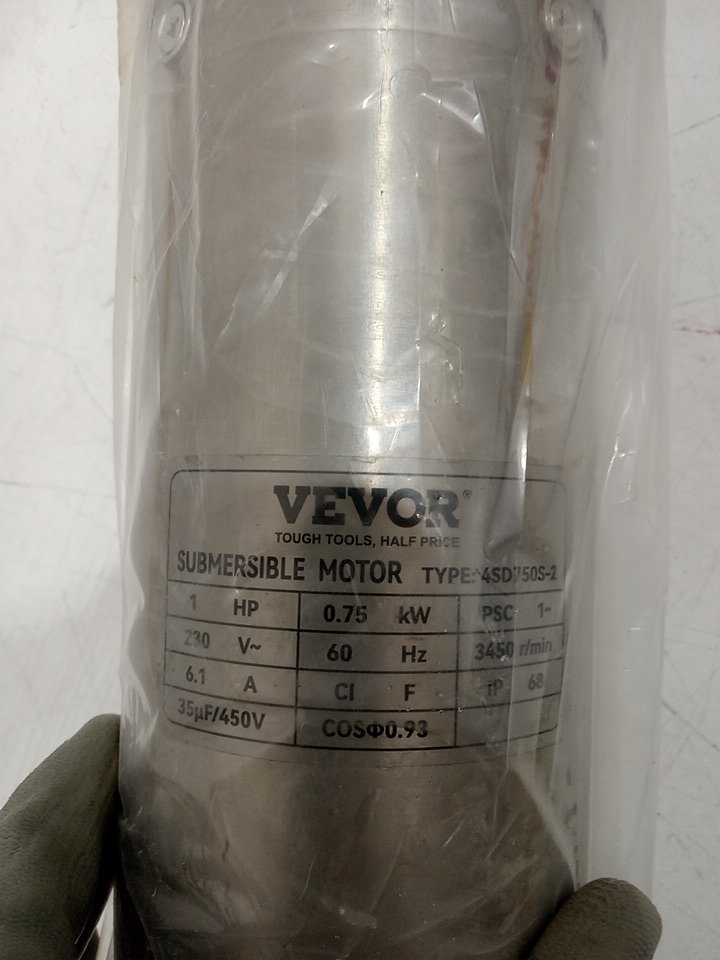 VEVOR®
TOUGH TOOLS, HALF PRICE
SUBMERSIBLE MOTOR TYPE: 4SD750S-2
1 HP 0.75 kW PSC 1~
230 V~ 60 Hz 3450 r/min
6.1 A Cl F IP 68
35μF/450V COSΦ0.93